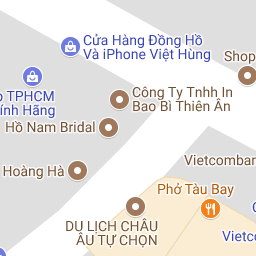 Cửa Hàng Đồng Hồ
Và iPhone Việt Hùng
Shop
TPHCM
ính Hãng
Công Ty Tnhh In
Bao Bì Thiên Ân
Hồ Nam Bridal
Hoàng Hà
Vietcomban
Phở Tàu Bay
DU LỊCH CHÂU
ÂU TỰ CHỌN
Vietco